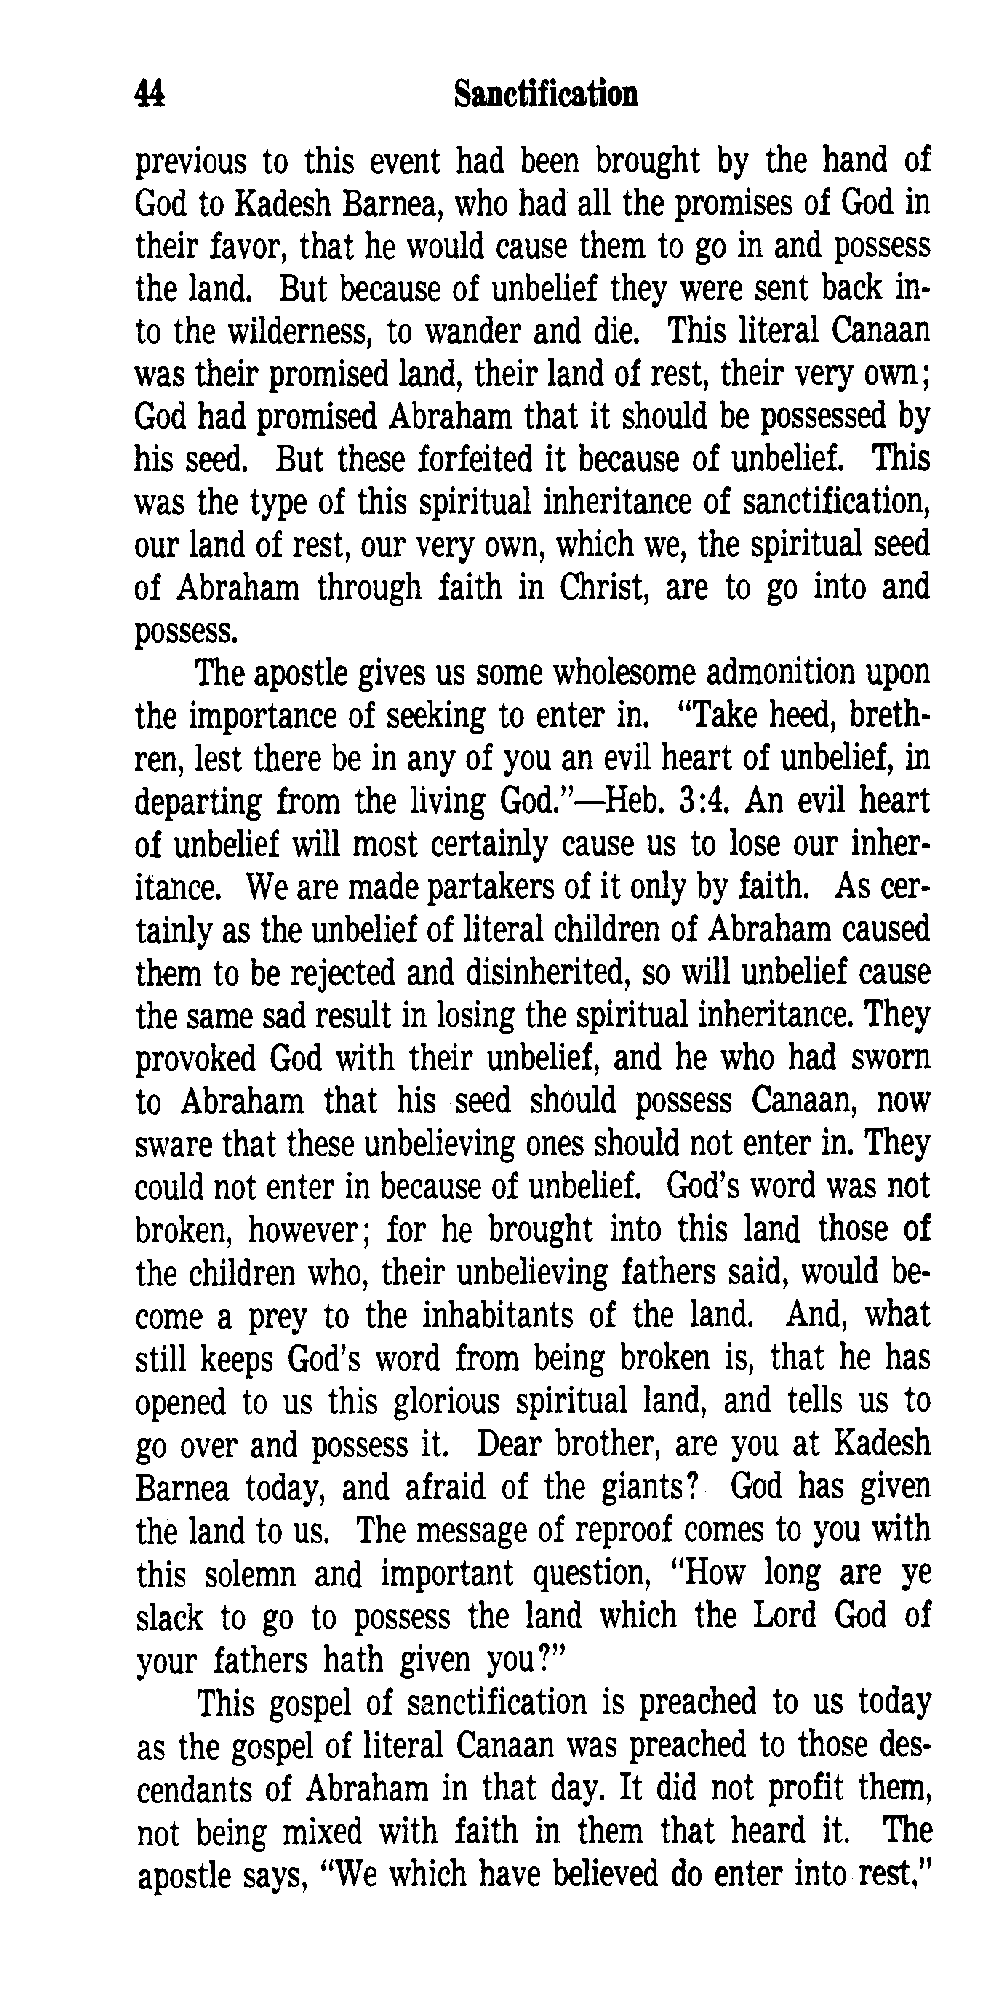 44 Sanctification
previous to this event had been brought by the hand of
God to Kadesh Barnea, who had all the promises of God in
their favor, that he would cause them to go in and possess
the land. But because of unbelief they were sent back in-
to the wilderness, to wander and die. This literal Canaan
was their promised land, their land of rest, their very own;
God had promised Abraham that it should be possessed by
his seed. But these forfeited it because of unbelief. This
was the type of this spiritual inheritance of sanctification,
our land of rest, our very own, which we, the spiritual seed
of Abraham through faith in Christ, are to go into and
possess.
The apostle gives us some wholesome admonition upon
the importance of seeking to enter in. “Take heed, breth-
ren, lest there be in any of you an evil heart of unbelief, in
departing from the living God.”—Heb. 3:4. An evil heart
of unbelief will most certainly cause us to lose our inher-
itance. We are made partakers of it only by faith. As cer-
tainly as the unbelief of literal children of Abraham caused
them to be rejected and disinherited, so will unbelief cause
the same sad result in losing the spiritual inheritance. They
provoked God with their unbelief, and he who had sworn
to Abraham that his seed should possess Canaan, now
sware that these unbelieving ones should not enter in. They
could not enter in because of unbelief. God’s word was not
broken, however; for he brought into this land those of
the children who, their unbelieving fathers said, would be-
come a prey to the inhabitants of the land. And, what
still keeps God’s word from being broken is, that he has
opened to us this glorious spiritual land, and tells us to
go over and possess it. Dear brother, are you at Kadesh
Barnea today, and afraid of the giants? God has given
the land to us. The message of reproof comes to you with
this solemn and important question, “How long are ye
slack to go to possess the land which the Lord God of
your fathers hath given you?”
This gospel of sanctification is preached to us today
as the gospel of literal Canaan was preached to those des-
cendants of Abraham in that day. It did not profit them,
not being mixed with faith in them that heard it. The
apostle says, “We which have believed do enter into rest,”